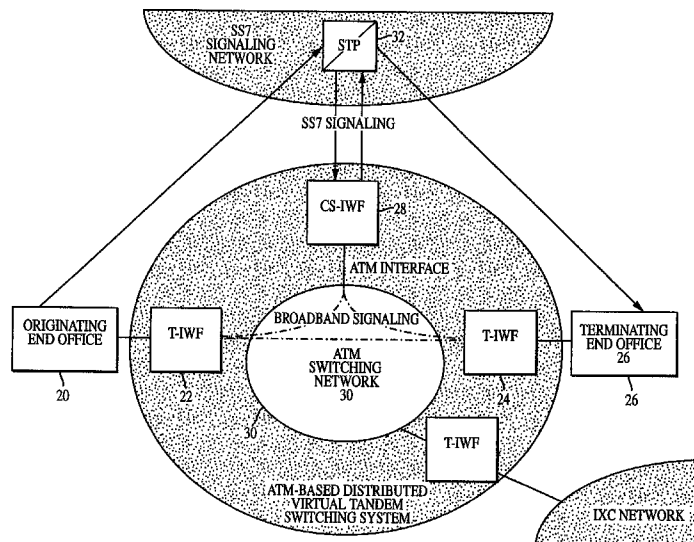 SS7
SIGNALING
NETWORK
STP
32
SS7 SIGNALING
CS-IWF
28
ATM INTERFACE
BROADBAND SIGNALING
ORIGINATING
END OFFICE
20
T-IWF
22
ATM
SWITCHING
NETWORK
30
30
T-IWF
24
TERMINATING
END OFFICE
26
26
T-IWF
ATM-BASED DISTRIBUTED
VIRTUAL TANDEM
SWITCHING SYSTEM
IXC NETWORK